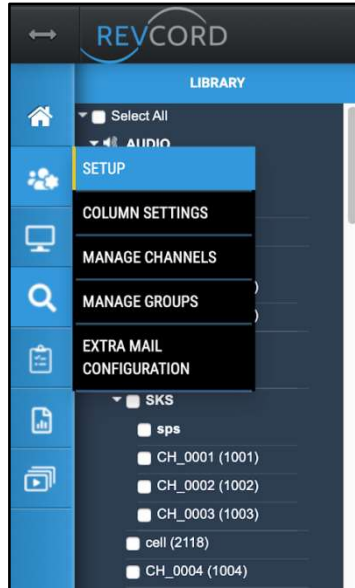 REVCORD
LIBRARY
Select All
AUDIO
SETUP
COLUMN SETTINGS
MANAGE CHANNELS
)
MANAGE GROUPS
)
EXTRA MAIL
CONFIGURATION
SKS
sps
CH_0001 (1001)
CH_0002 (1002)
CH_0003 (1003)
cell (2118)
CH_0004 (1004)